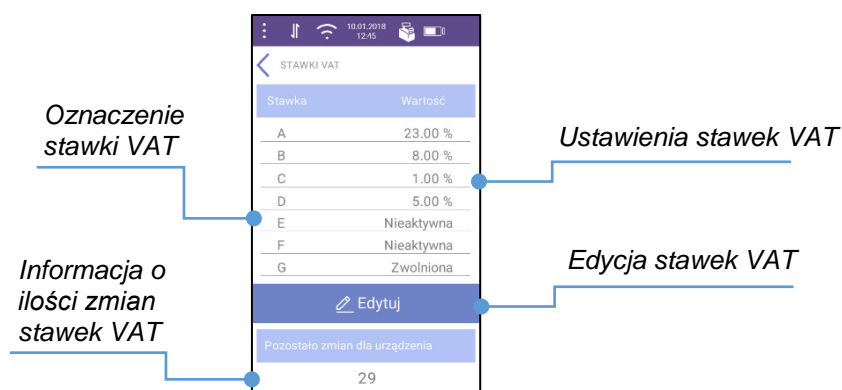 10.01.2018
12:45
STAWKI VAT
Stawka Wartość
A 23.00 %
B 8.00 %
C 1.00 %
D 5.00 %
E Nieaktywna
F Nieaktywna
G Zwolniona
Edytuj
Pozostało zmian dla urządzenia
29
Oznaczenie
stawki VAT
Informacja o
ilości zmian
stawek VAT
Ustawienia stawek VAT
Edycja stawek VAT